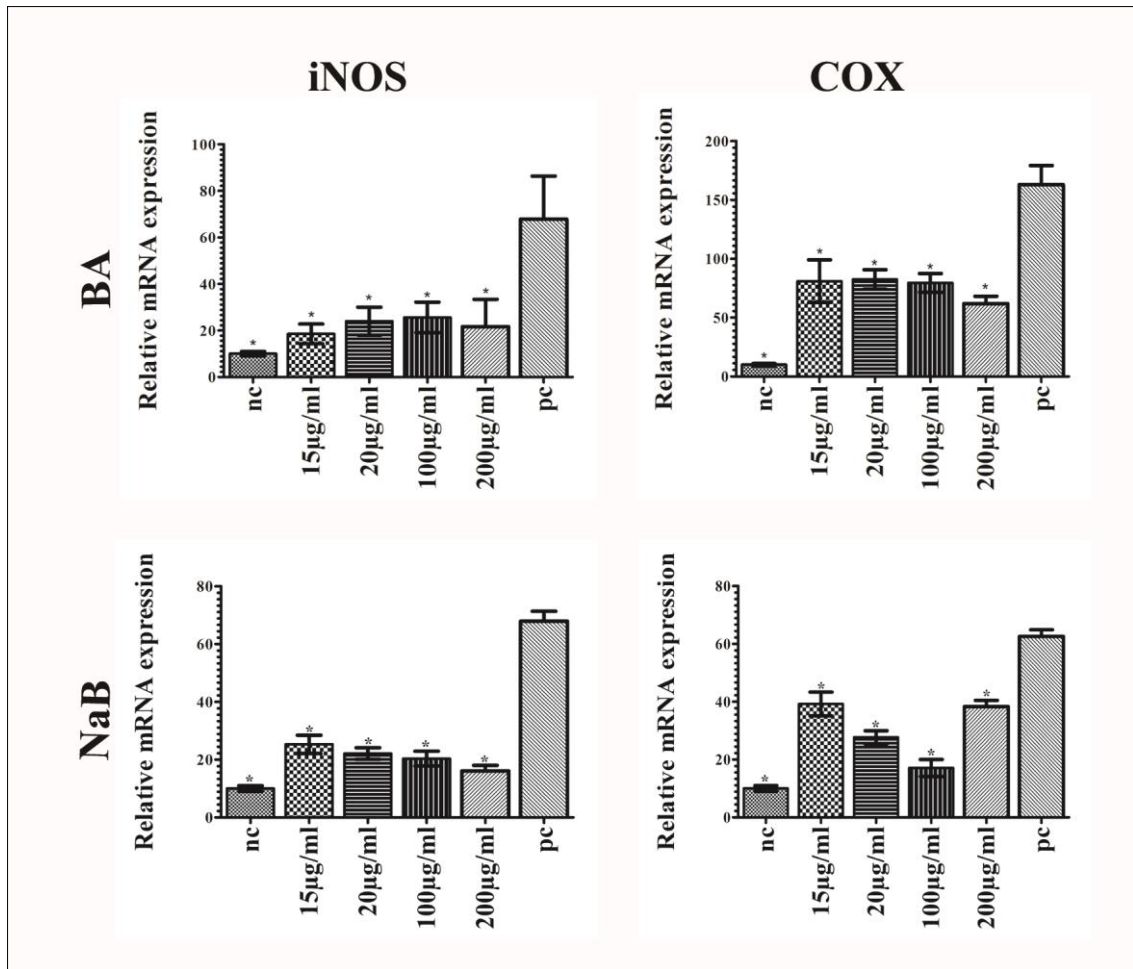 iNOS
COX
BA
Relative mRNA expression
100
80
60
40
20
0
* * * * *
nc
15µg/ml
20µg/ml
100µg/ml
200µg/ml
pc
Relative mRNA expression
200
150
100
50
0
* * * * *
nc
15µg/ml
20µg/ml
100µg/ml
200µg/ml
pc
NaB
Relative mRNA expression
80
60
40
20
0
* * * * *
nc
15µg/ml
20µg/ml
100µg/ml
200µg/ml
pc
Relative mRNA expression
80
60
40
20
0
* * * * *
nc
15µg/ml
20µg/ml
100µg/ml
200µg/ml
pc